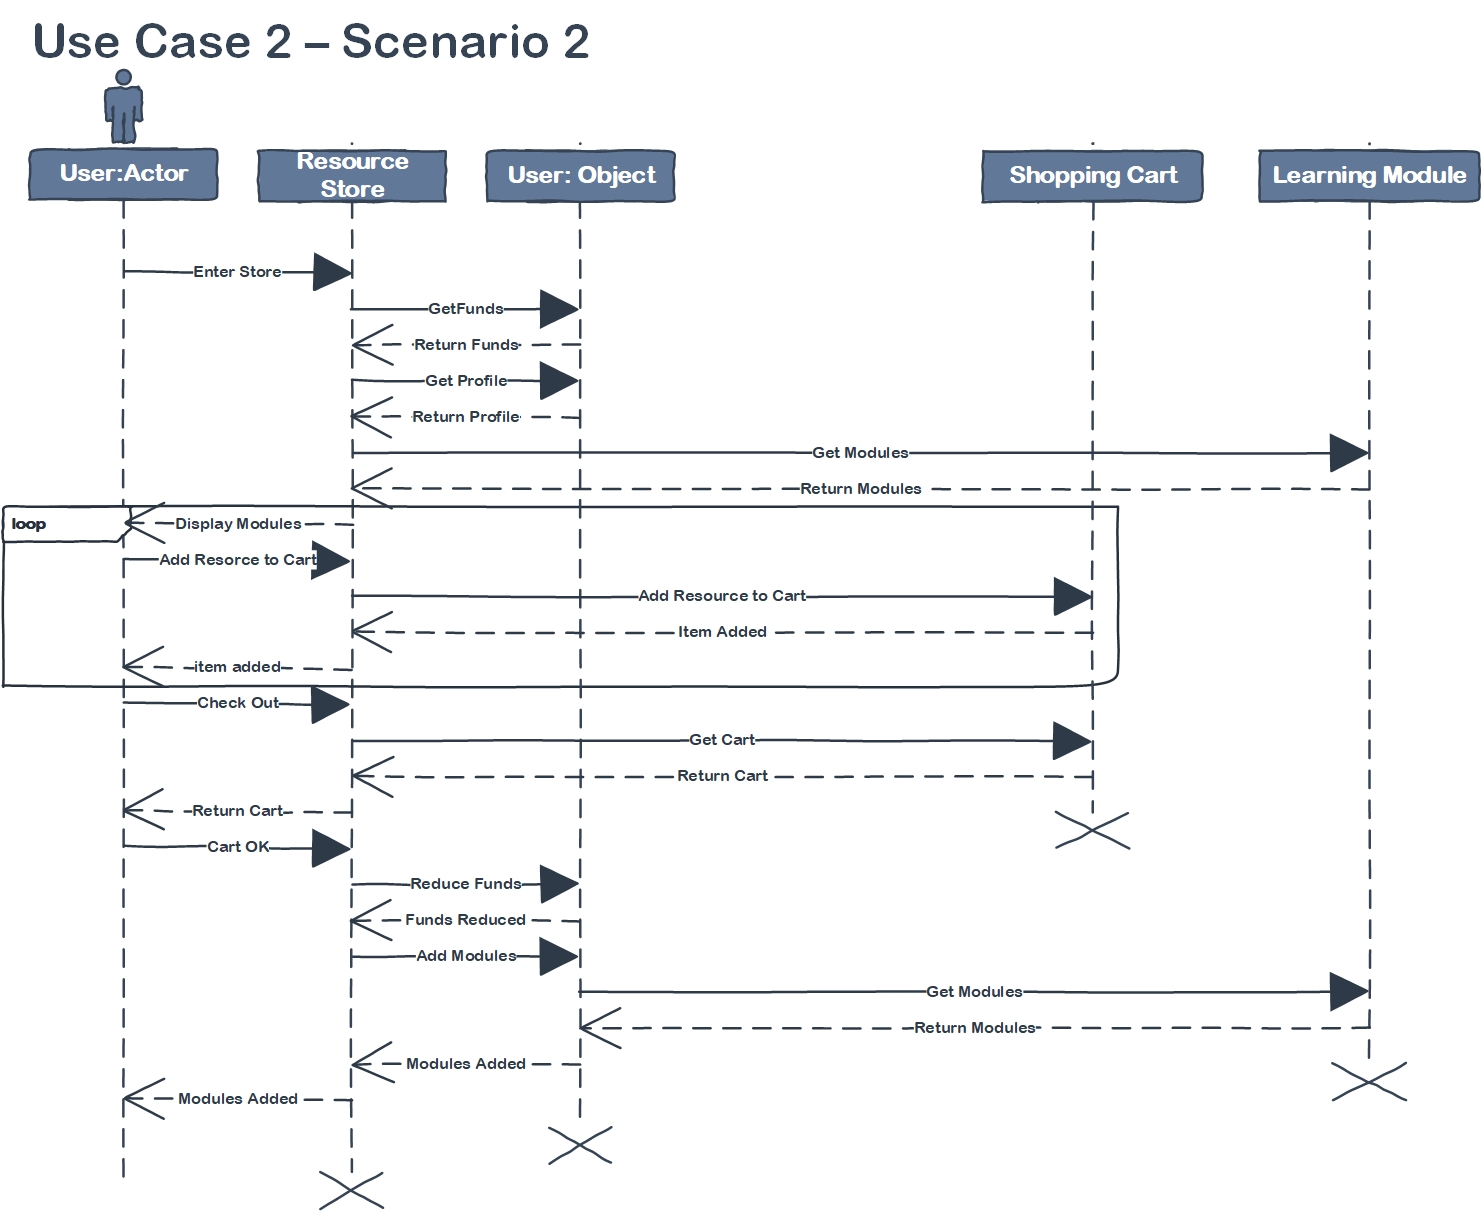 Use Case 2 – Scenario 2
User:Actor
Resource
Store
User: Object
Shopping Cart
Learning Module
Enter Store
GetFunds
Return Funds
Get Profile
Return Profile
Get Modules
Return Modules
loop
Display Modules
Add Resorce to Cart
Add Resource to Cart
Item Added
item added
Check Out
Get Cart
Return Cart
Return Cart
Cart OK
Reduce Funds
Funds Reduced
Add Modules
Get Modules
Return Modules
Modules Added
Modules Added